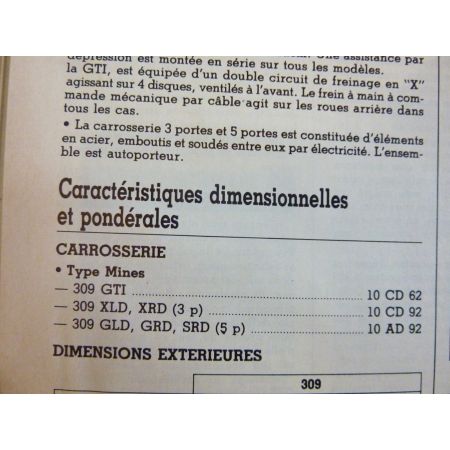 dépression est montée en série sur tous les modèles.
la GTI, est équipée d'un double circuit de freinage en "X"
agissant sur 4 disques, ventilés à l'avant. Le frein à main à com-
mande mécanique par câble agit sur les roues arrière dans
tous les cas.
• La carrosserie 3 portes et 5 portes est constituée d'éléments
en acier, emboutis et soudés entre eux par électricité. L'ensem-
ble est autoporteur.
Caractéristiques dimensionnelles
et pondérales
CARROSSERIE
• Type Mines
— 309 GTI ........ 10 CD 62
— 309 XLD, XRD (3 p) ........ 10 CD 92
— 309 GLD, GRD, SRD (5 p) ........ 10 AD 92
DIMENSIONS EXTERIEURES
309